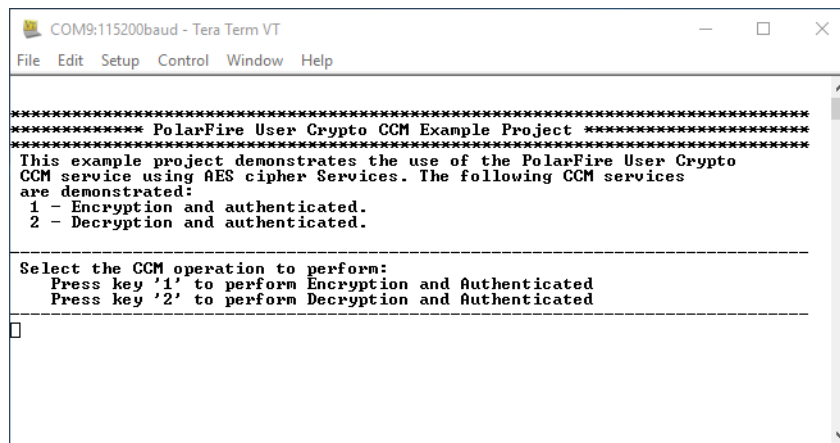 COM9:115200baud - Tera Term VT
File Edit Setup Control Window Help
*******************************************************************************
************* PolarFire User Crypto CCM Example Project **********************
*******************************************************************************
This example project demonstrates the use of the PolarFire User Crypto
CCM service using AES cipher Services. The following CCM services
are demonstrated:
1 - Encryption and authenticated.
2 - Decryption and authenticated.
-------------------------------------------------------------------------------
Select the CCM operation to perform:
Press key '1' to perform Encryption and Authenticated
Press key '2' to perform Decryption and Authenticated
-------------------------------------------------------------------------------